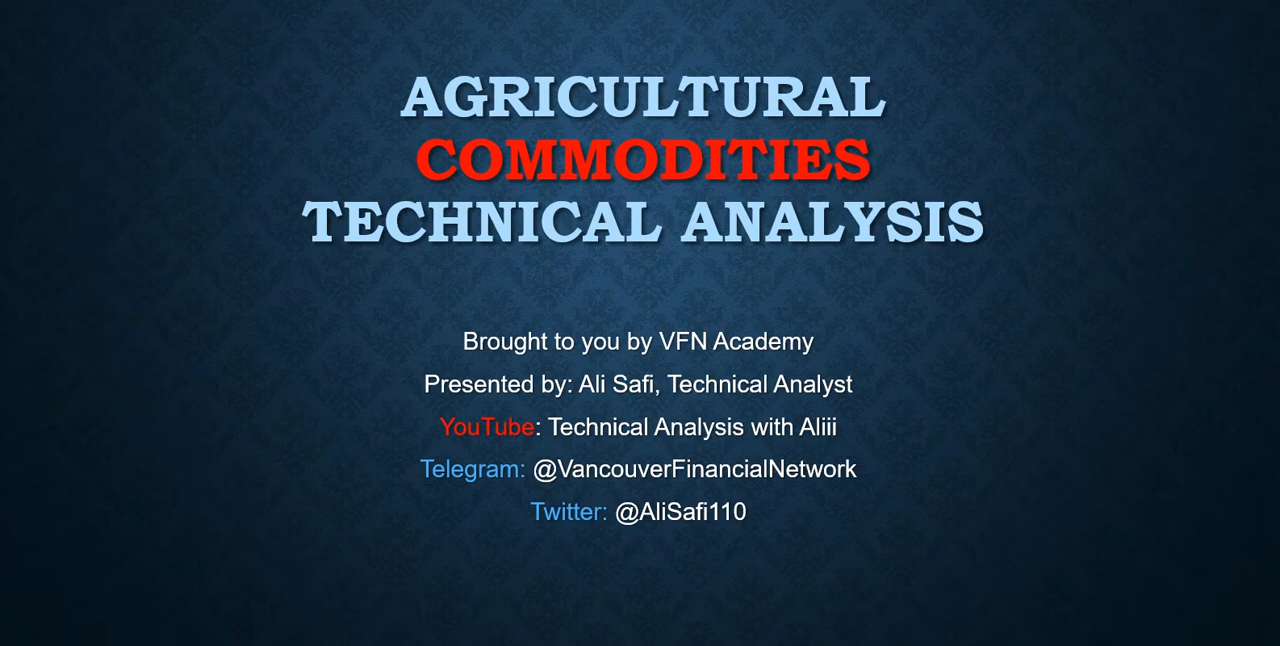 AGRICULTURAL
COMMODITIES
TECHNICAL ANALYSIS
Brought to you by VFN Academy
Presented by: Ali Safi, Technical Analyst
YouTube: Technical Analysis with Aliii
Telegram: @VancouverFinancialNetwork
Twitter: @AliSafi110